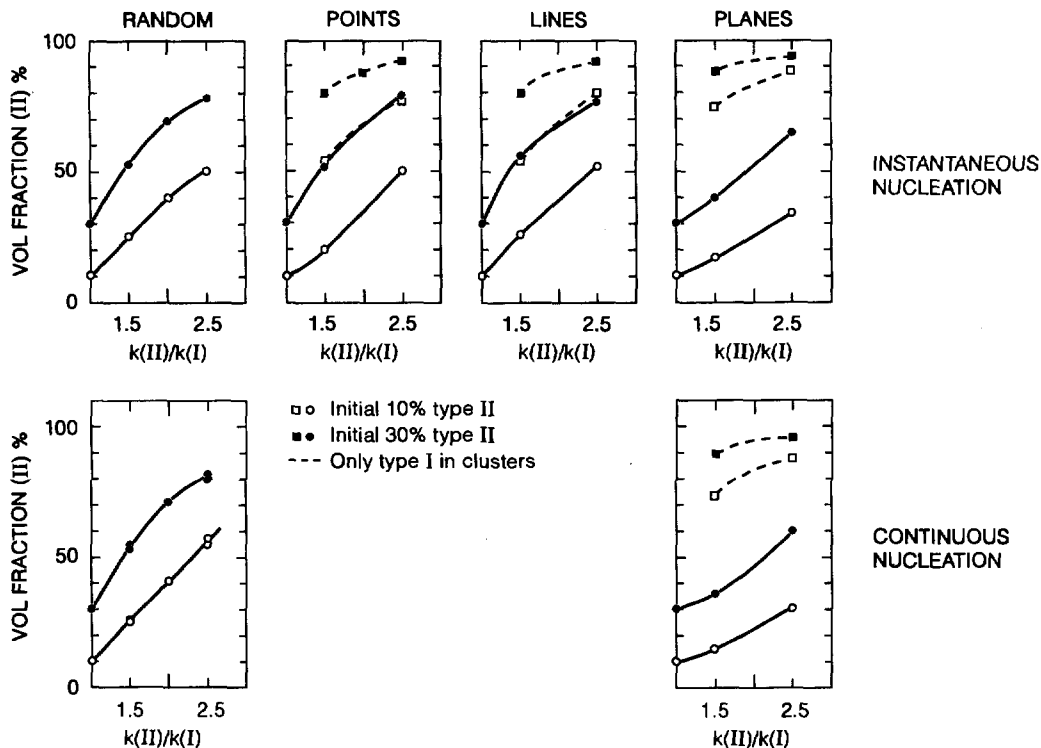 RANDOM POINTS LINES PLANES
VOL FRACTION (II) %
100
50
0
1.5 2.5 1.5 2.5 1.5 2.5 1.5 2.5
k(II)/k(I) k(II)/k(I) k(II)/k(I) k(II)/k(I)
INSTANTANEOUS
NUCLEATION
VOL FRACTION (II) %
100
50
0
1.5 2.5
k(II)/k(I)
Initial 10% type II
Initial 30% type II
Only type I in clusters
100
50
0
1.5 2.5
k(II)/k(I)
CONTINUOUS
NUCLEATION